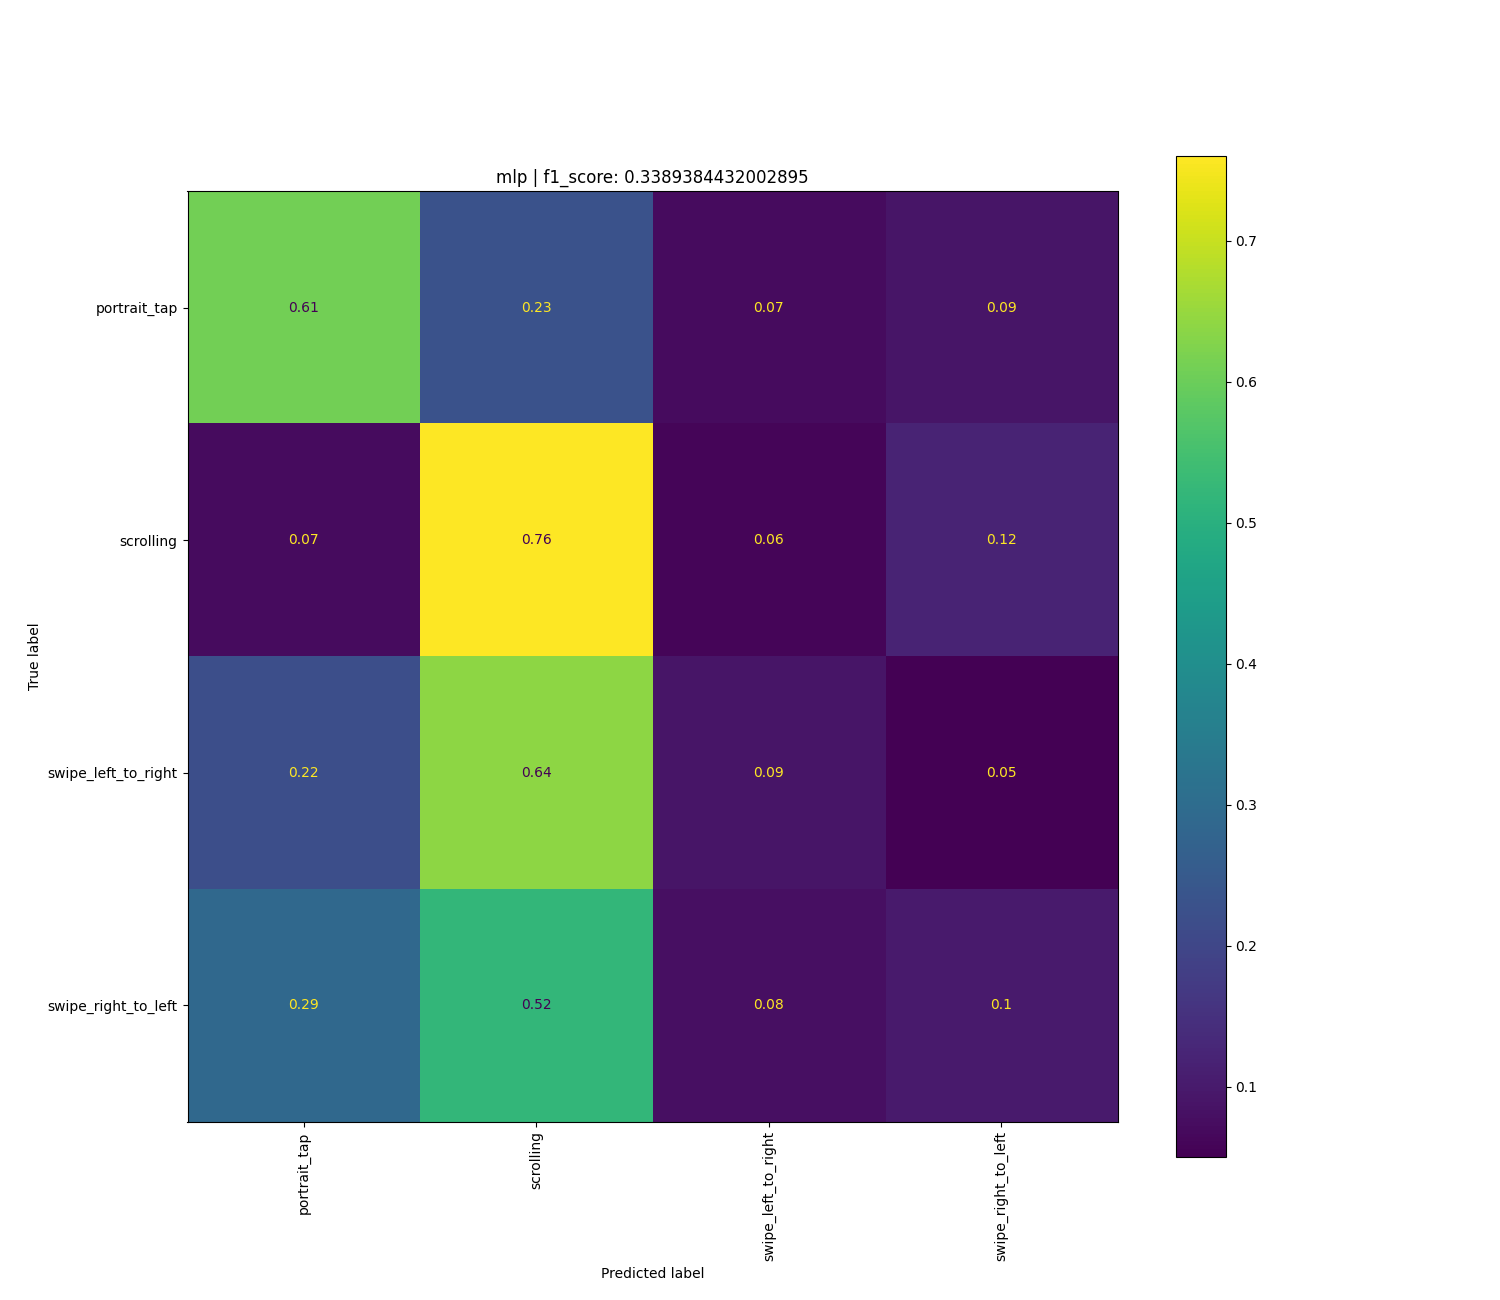 mlp | f1_score: 0.3389384432002895
True label
portrait_tap
0.61 0.23 0.07 0.09
scrolling
0.07 0.76 0.06 0.12
swipe_left_to_right
0.22 0.64 0.09 0.05
swipe_right_to_left
0.29 0.52 0.08 0.1
portrait_tap
scrolling
swipe_left_to_right
swipe_right_to_left
Predicted label
0.7
0.6
0.5
0.4
0.3
0.2
0.1